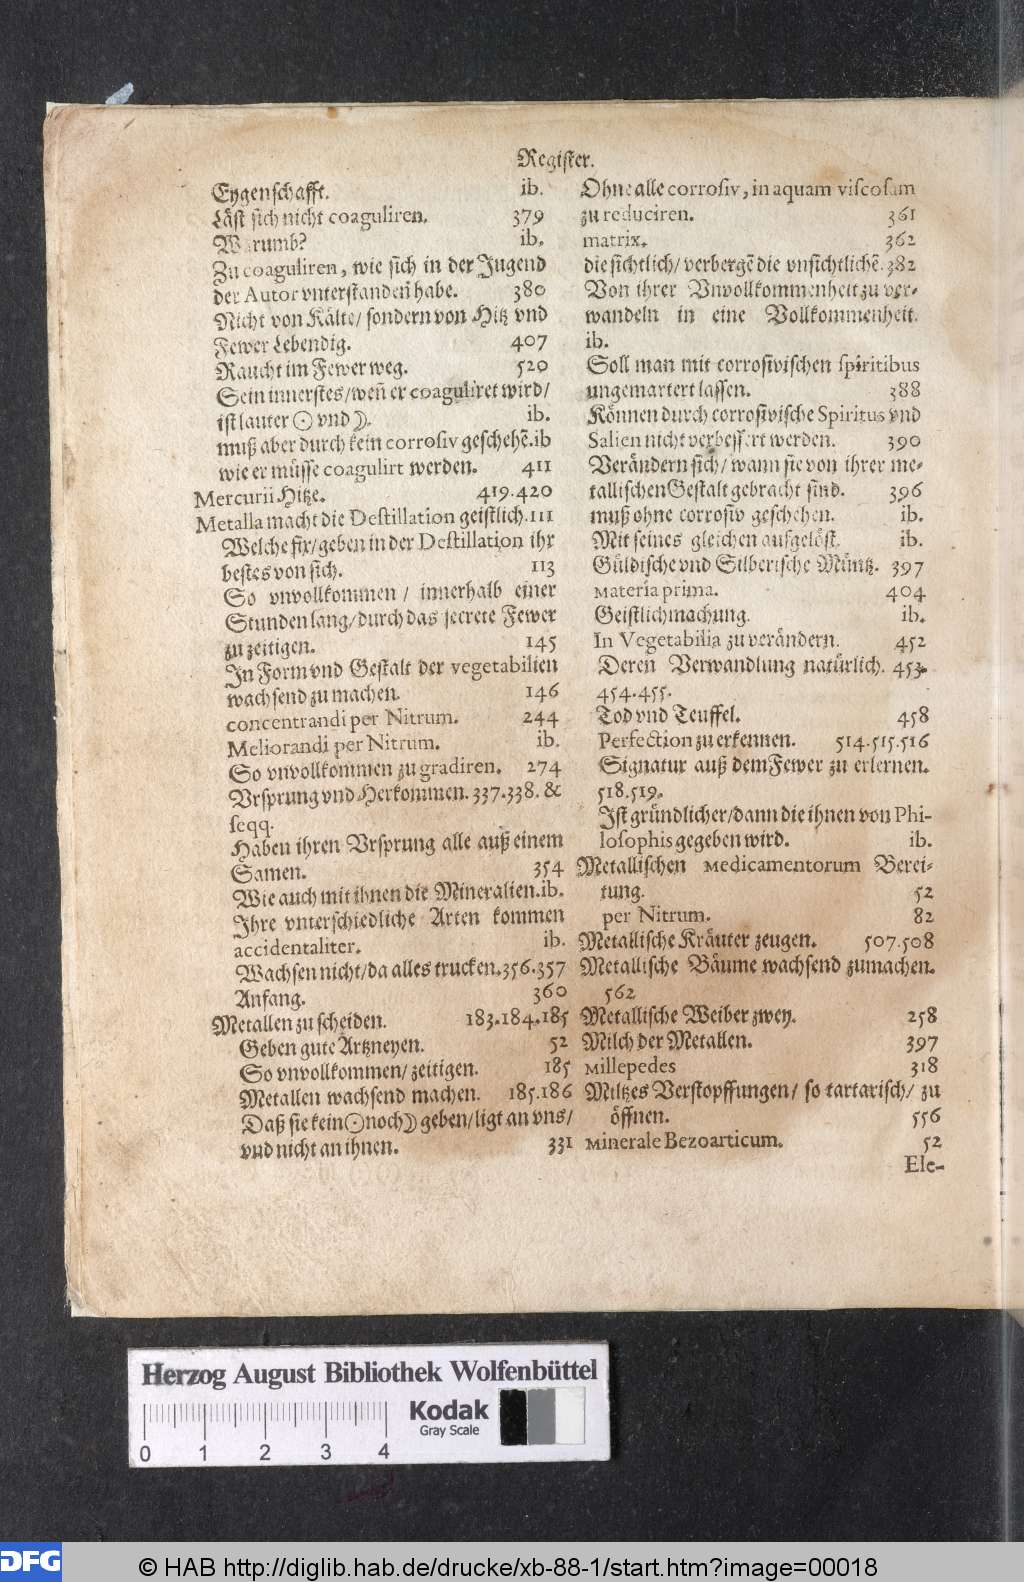 Register.
Eygenschafft. ib.
Läst sich nicht coaguliren. 379
Warumb? ib.
Zu coaguliren, wie sich in der Jugend
der Autor vnterstandeñ habe. 380
Nicht von Kälte/ sondern von Hitz vnd
Fewer Lebendig. 407
Raucht im Fewer weg. 520
Sein innerstes/ weñ er coaguliret wird/
ist lauter ☉ vnd ☽. ib.
muß aber durch kein corrosiv gescheh&#7869;. ib
wie er müsse coagulirt werden. 411
Mercurii Hitze. 419.420
Metalla macht die Destillation geistlich. 111
Welche fix/ geben in der Destillation ihr
bestes von sich. 113
So vnvollkommen / innerhalb einer
Stunden lang/ durch das secrete Fewer
zu zeitigen. 145
In Form vnd Gestalt der vegetabilien
wachsend zu machen. 146
concentrandi per Nitrum. 244
Meliorandi per Nitrum. ib.
So vnvollkommen zu gradiren. 274
Vrsprung vnd Herkommen. 337.338. &
seqq.
Haben ihren Vrsprung alle auß einem
Samen. 354
Wie auch mit ihnen die Mineralien. ib.
Ihre vnterschiedliche Arten kommen
accidentaliter. ib.
Wachsen nicht/ da alles trucken. 356.357
Anfang. 360
Metallen zu scheiden. 183.184.185
Geben gute Artzneyen. 52
So vnvollkommen/ zeitigen. 185
Metallen wachsend machen. 185.186
Daß sie kein ☉ noch ☽ geben/ ligt an vns/
vnd nicht an ihnen. 331
Ohne alle corrosiv, in aquam viscosam
zu reduciren. 361
matrix. 362
die sichtlich/ verbergẽ die vnsichtlichẽ. 382
Von ihrer Vnvollkommenheit zu ver-
wandeln in eine Vollkommenheit.
ib.
Soll man mit corrosivischen spiritibus
ungemartert lassen. 388
Können durch corrosivische Spiritus vnd
Salien nicht verbessert werden. 390
Verändern sich/ wann sie von ihrer me-
tallischen Gestalt gebracht sind. 396
muß ohne corrosiv geschehen. ib.
Mit seines gleichen aufgelöst. ib.
Güldische vnd Silberische Müntz. 397
materia prima. 404
Geistlichmachung. ib.
In Vegetabilia zu verändern. 452
Deren Verwandlung natürlich. 453.
454.455.
Tod vnd Teuffel. 458
Perfection zu erkennen. 514.515.516
Signatur auß dem Fewer zu erlernen.
518.519.
Ist gründlicher/ dann die ihnen von Phi-
losophis gegeben wird. ib.
Metallischen Medicamentorum Berei-
tung. 52
per Nitrum. 82
Metallische Kräuter zeugen. 507.508
Metallische Bäume wachsend zumachen.
562
Metallische Weiber zwey. 258
Milch der Metallen. 397
Millepedes 318
Miltzes Verstopffungen/ so tartarisch/ zu
öffnen. 556
Minerale Bezoarticum. 52
Ele-
Herzog August Bibliothek Wolfenbüttel
Kodak
Gray Scale
0 1 2 3 4
DFG
© HAB http://diglib.hab.de/drucke/xb-88-1/start.htm?image=00018